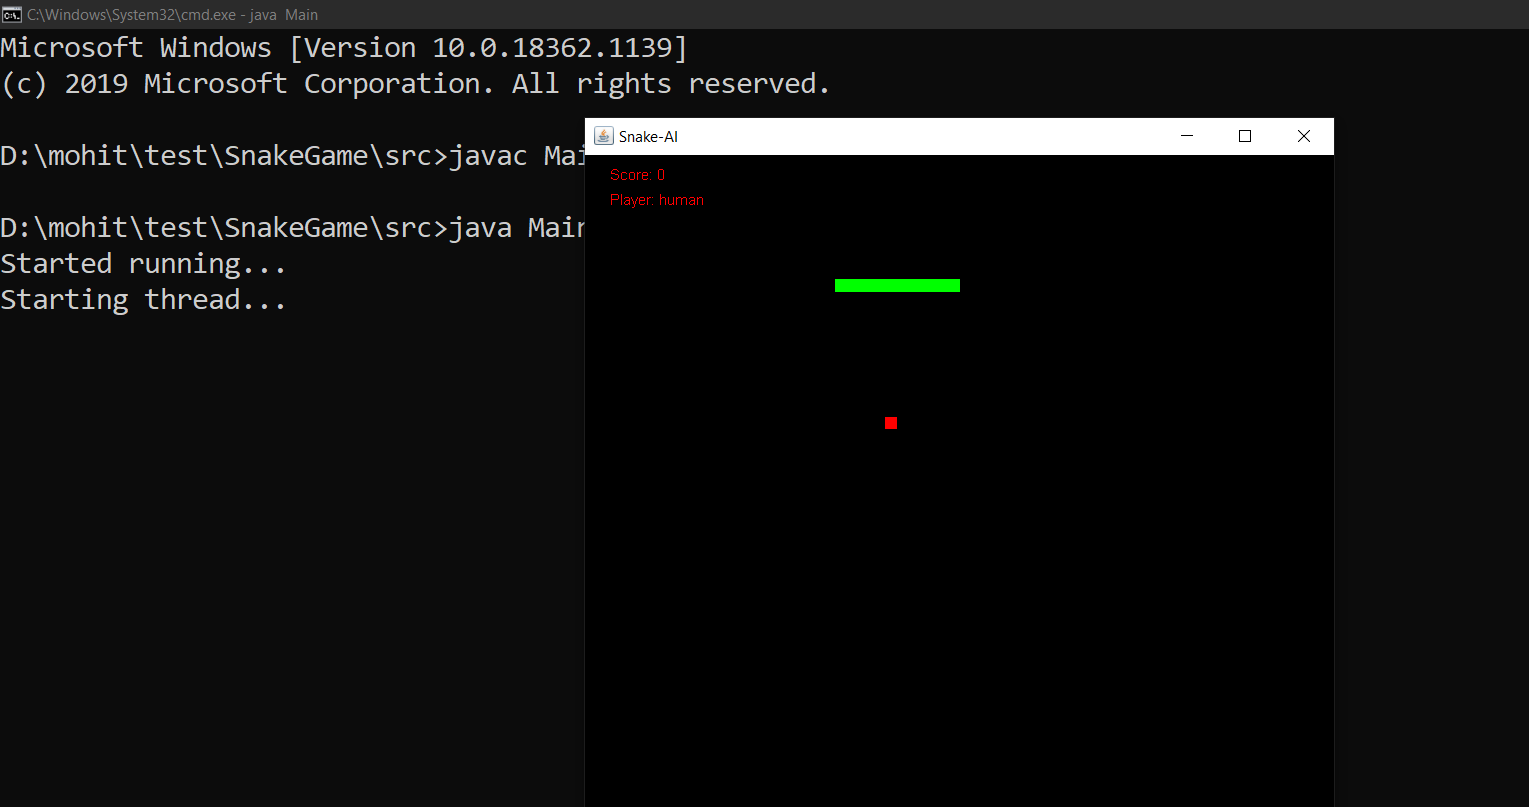 C:\Windows\System32\cmd.exe - java  Main
Microsoft Windows [Version 10.0.18362.1139]
(c) 2019 Microsoft Corporation. All rights reserved.
D:\mohit\test\SnakeGame\src>javac Mai
D:\mohit\test\SnakeGame\src>java Main
Started running...
Starting thread...
Snake-AI
Score: 0
Player: human